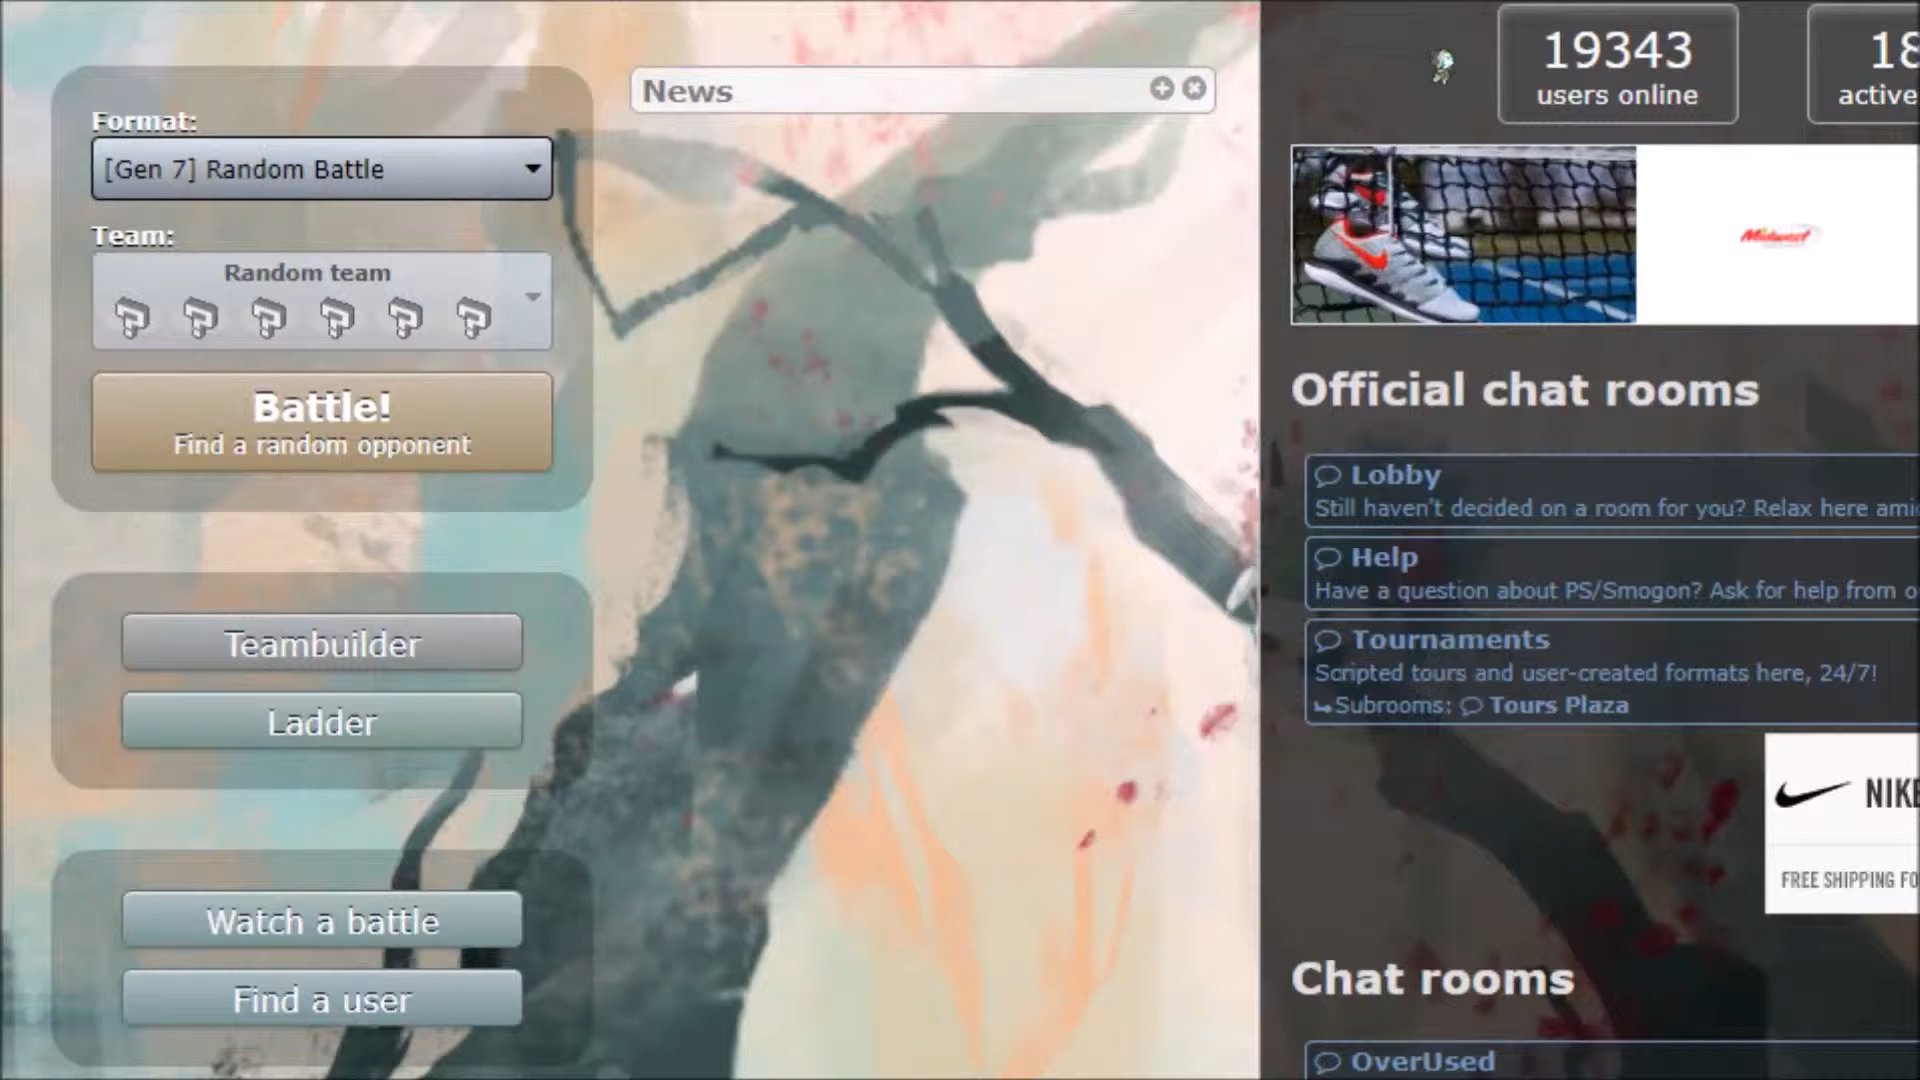 Format:
[Gen 7] Random Battle
Team:
Random team
Battle!
Find a random opponent
Teambuilder
Ladder
Watch a battle
Find a user
News
19343
users online
18
active
Midwest
Official chat rooms
Lobby
Still haven't decided on a room for you? Relax here ami
Help
Have a question about PS/Smogon? Ask for help from o
Tournaments
Scripted tours and user-created formats here, 24/7!
Subrooms: Tours Plaza
NIKE
FREE SHIPPING FO
Chat rooms
OverUsed